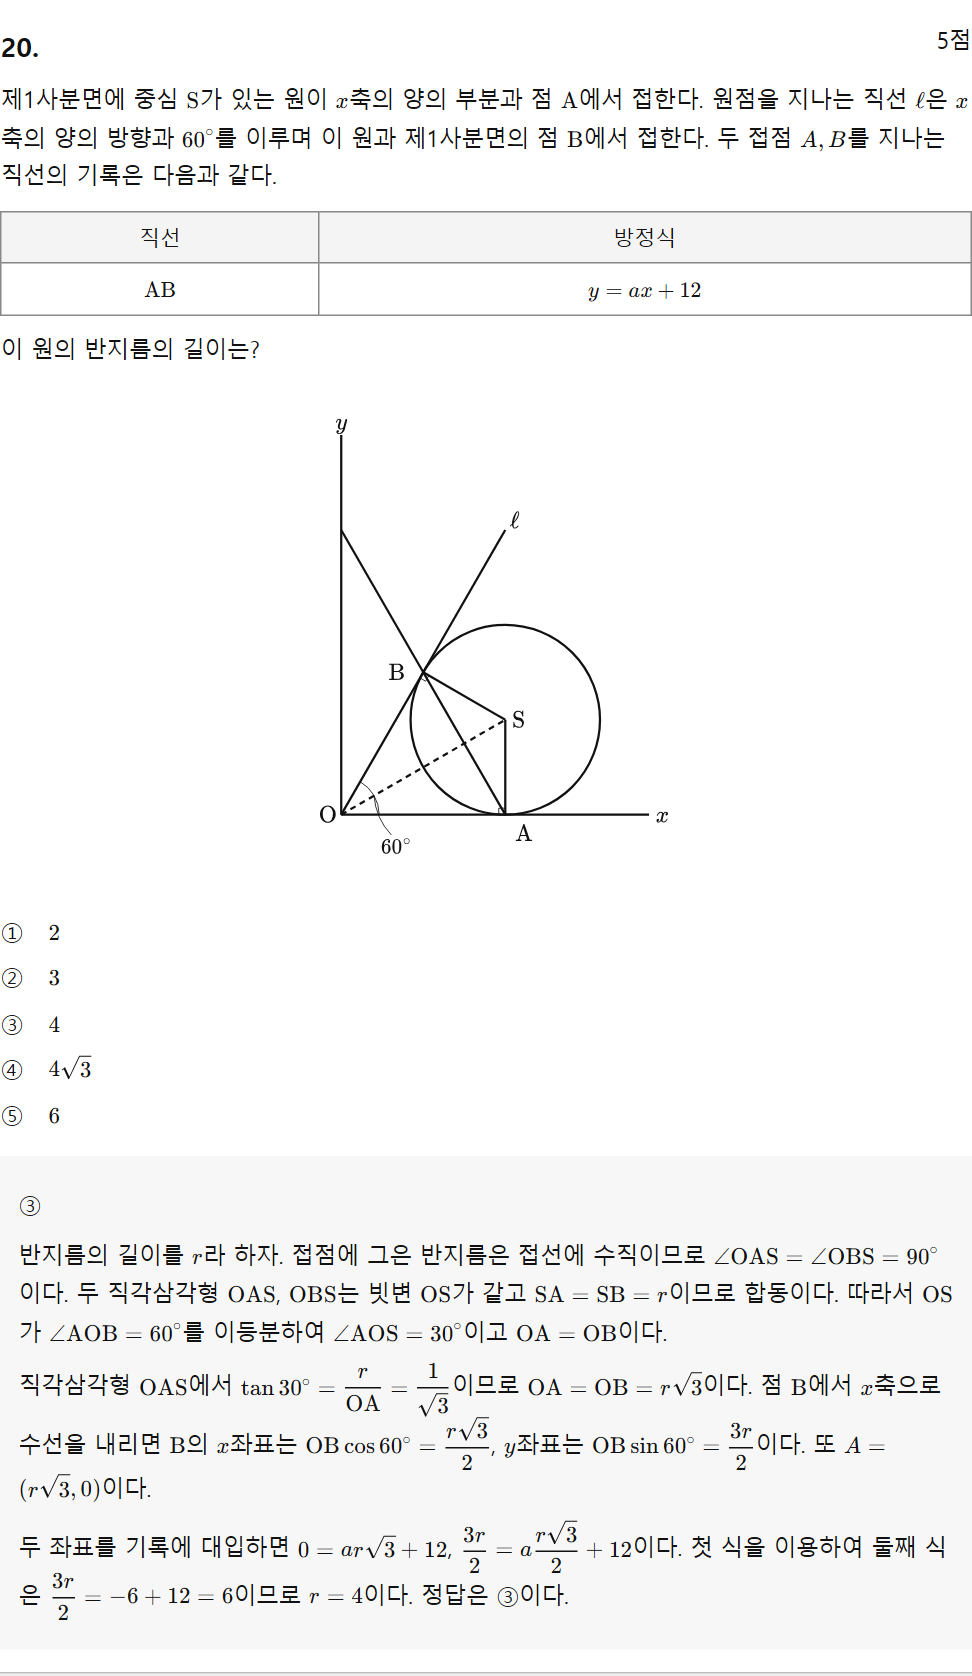 20.
5점
제1사분면에 중심 S가 있는 원이 x축의 양의 부분과 점 A에서 접한다. 원점을 지나는 직선 ℓ은 x
축의 양의 방향과 60°를 이루며 이 원과 제1사분면의 점 B에서 접한다. 두 접점 A, B를 지나는
직선의 기록은 다음과 같다.
직선 방정식
AB y = ax + 12
이 원의 반지름의 길이는?
y
ℓ
B
S
O
A
x
60°
① 2
② 3
③ 4
④ 4√3
⑤ 6
③
반지름의 길이를 r라 하자. 접점에 그은 반지름은 접선에 수직이므로 ∠OAS = ∠OBS = 90°
이다. 두 직각삼각형 OAS, OBS는 빗변 OS가 같고 SA = SB = r이므로 합동이다. 따라서 OS
가 ∠AOB = 60°를 이등분하여 ∠AOS = 30°이고 OA = OB이다.
직각삼각형 OAS에서 tan 30° = r/OA = 1/√3이므로 OA = OB = r√3이다. 점 B에서 x축으로
수선을 내리면 B의 x좌표는 OB cos 60° = r√3/2, y좌표는 OB sin 60° = 3r/2이다. 또 A =
(r√3, 0)이다.
두 좌표를 기록에 대입하면 0 = ar√3 + 12, 3r/2 = a r√3/2 + 12이다. 첫 식을 이용하여 둘째 식
은 3r/2 = −6 + 12 = 6이므로 r = 4이다. 정답은 ③이다.